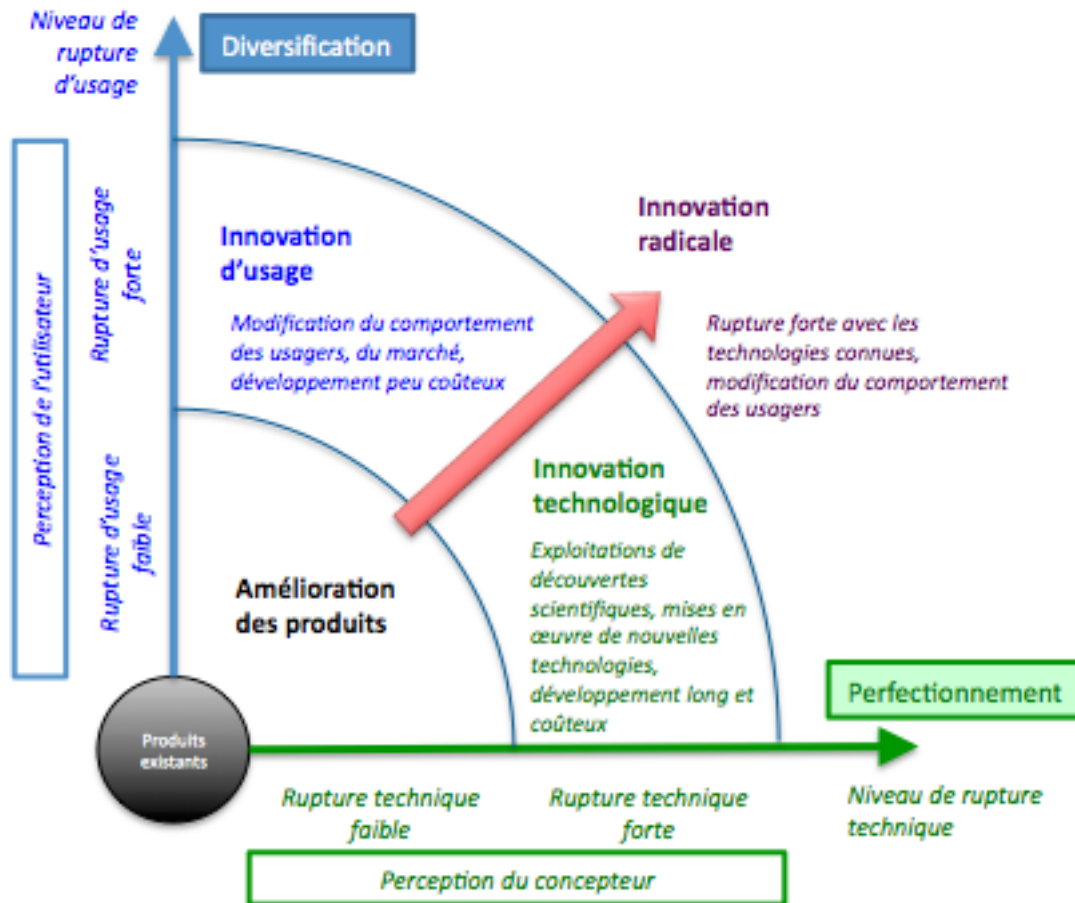 Niveau de
rupture
d'usage
Diversification
Perception de l'utilisateur
Rupture d'usage
forte
Rupture d'usage
faible
Innovation
d'usage
Modification du comportement
des usagers, du marché,
développement peu coûteux
Innovation
radicale
Rupture forte avec les
technologies connues,
modification du comportement
des usagers
Innovation
technologique
Exploitations de
découvertes
scientifiques, mises en
œuvre de nouvelles
technologies,
développement long et
coûteux
Amélioration
des produits
Produits
existants
Perfectionnement
Rupture technique
faible
Rupture technique
forte
Niveau de rupture
technique
Perception du concepteur